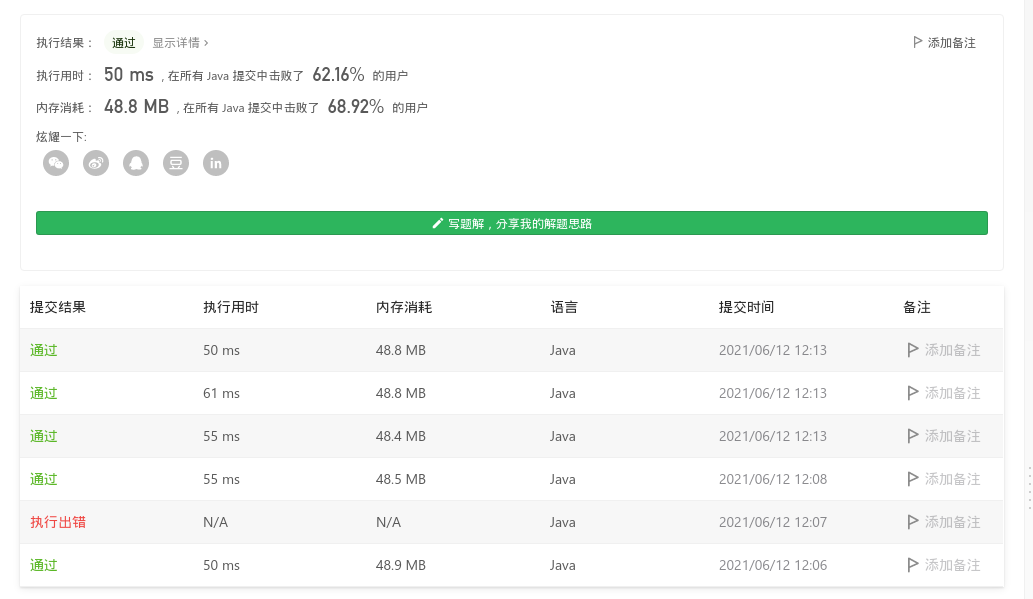 执行结果： 通过 显示详情 › 添加备注
执行用时： 50 ms , 在所有 Java 提交中击败了 62.16% 的用户
内存消耗： 48.8 MB , 在所有 Java 提交中击败了 68.92% 的用户
炫耀一下:
写题解，分享我的解题思路
提交结果 执行用时 内存消耗 语言 提交时间 备注
通过 50 ms 48.8 MB Java 2021/06/12 12:13 添加备注
通过 61 ms 48.8 MB Java 2021/06/12 12:13 添加备注
通过 55 ms 48.4 MB Java 2021/06/12 12:13 添加备注
通过 55 ms 48.5 MB Java 2021/06/12 12:08 添加备注
执行出错 N/A N/A Java 2021/06/12 12:07 添加备注
通过 50 ms 48.9 MB Java 2021/06/12 12:06 添加备注